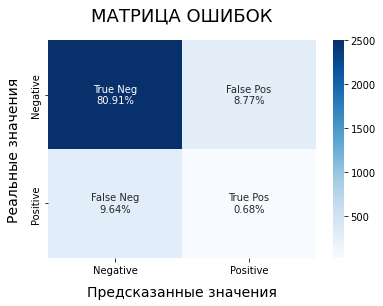 МАТРИЦА ОШИБОК
Реальные значения
Negative
Positive
True Neg
80.91%
False Pos
8.77%
False Neg
9.64%
True Pos
0.68%
Negative
Positive
Предсказанные значения
2500
2000
1500
1000
500